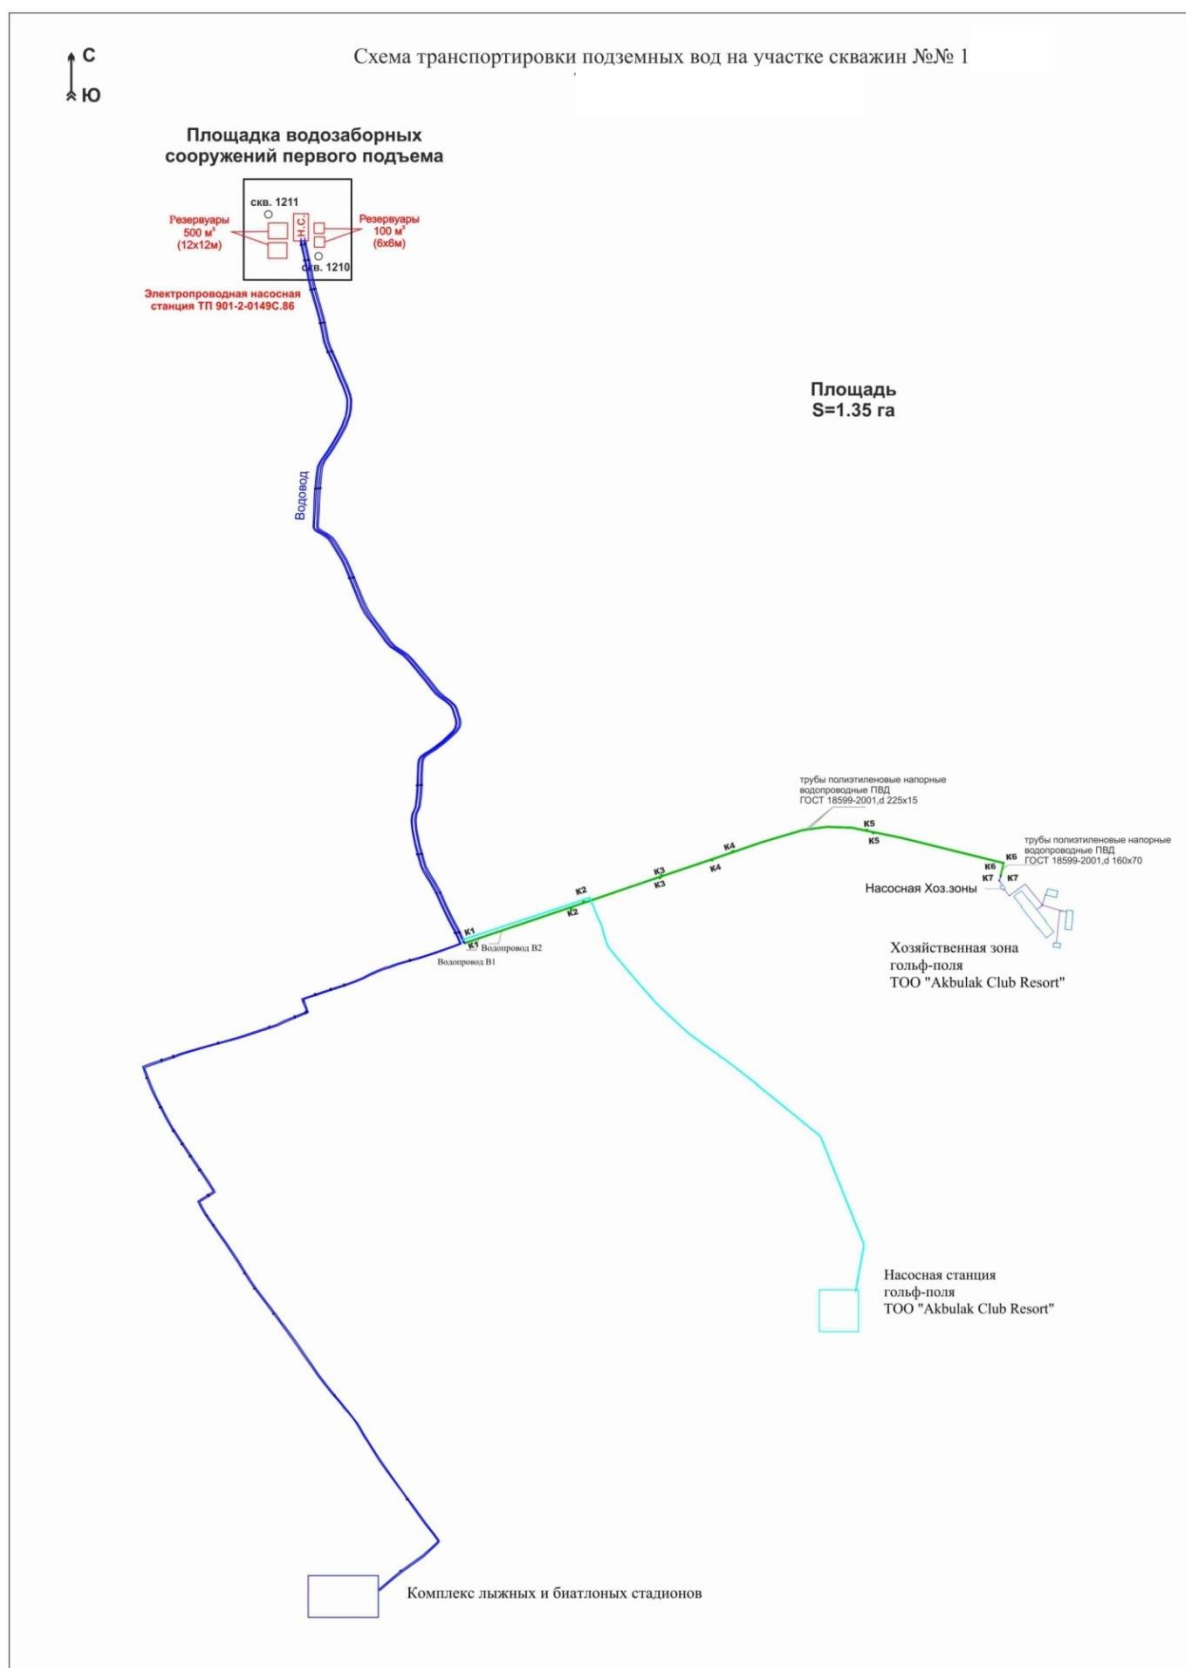 С
Ю
Схема транспортировки подземных вод на участке скважин №№ 1
Площадка водозаборных
сооружений первого подъема
скв. 1211
Резервуары
500 м³
(12х12м)
Н.С.
Резервуары
100 м³
(6х6м)
скв. 1210
Электропроводная насосная
станция ТП 901-2-0149С.86
Площадь
S=1.35 га
Водовод
трубы полиэтиленовые напорные
водопроводные ПВД
ГОСТ 18599-2001,d 225х15
К5
К5
К4
К4
К3
К3
К2
К2
К1
К1
Водопровод В2
Водопровод В1
трубы полиэтиленовые напорные
водопроводные ПВД
ГОСТ 18599-2001,d 160х70
К6
К6
К7
К7
Насосная Хоз.зоны
Хозяйственная зона
гольф-поля
ТОО "Akbulak Club Resort"
Насосная станция
гольф-поля
ТОО "Akbulak Club Resort"
Комплекс лыжных и биатлоных стадионов